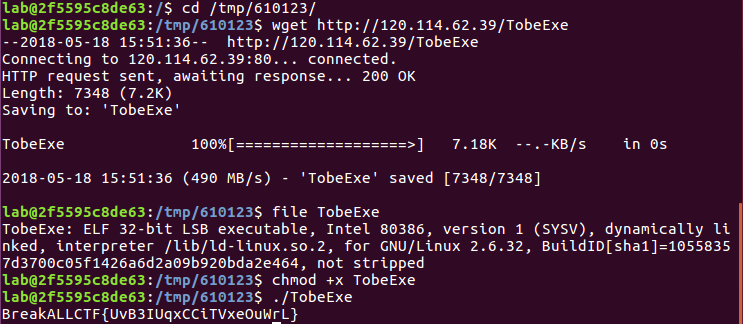 lab@2f5595c8de63:/$ cd /tmp/610123/
lab@2f5595c8de63:/tmp/610123$ wget http://120.114.62.39/TobeExe
--2018-05-18 15:51:36-- http://120.114.62.39/TobeExe
Connecting to 120.114.62.39:80... connected.
HTTP request sent, awaiting response... 200 OK
Length: 7348 (7.2K)
Saving to: 'TobeExe'
TobeExe 100%[===================>] 7.18K --.-KB/s in 0s
2018-05-18 15:51:36 (490 MB/s) - 'TobeExe' saved [7348/7348]
lab@2f5595c8de63:/tmp/610123$ file TobeExe
TobeExe: ELF 32-bit LSB executable, Intel 80386, version 1 (SYSV), dynamically li
nked, interpreter /lib/ld-linux.so.2, for GNU/Linux 2.6.32, BuildID[sha1]=1055835
7d3700c05f1426a6d2a09b920bda2e464, not stripped
lab@2f5595c8de63:/tmp/610123$ chmod +x TobeExe
lab@2f5595c8de63:/tmp/610123$ ./TobeExe
BreakALLCTF{UvB3IUqxCCiTVxeOuWrL}